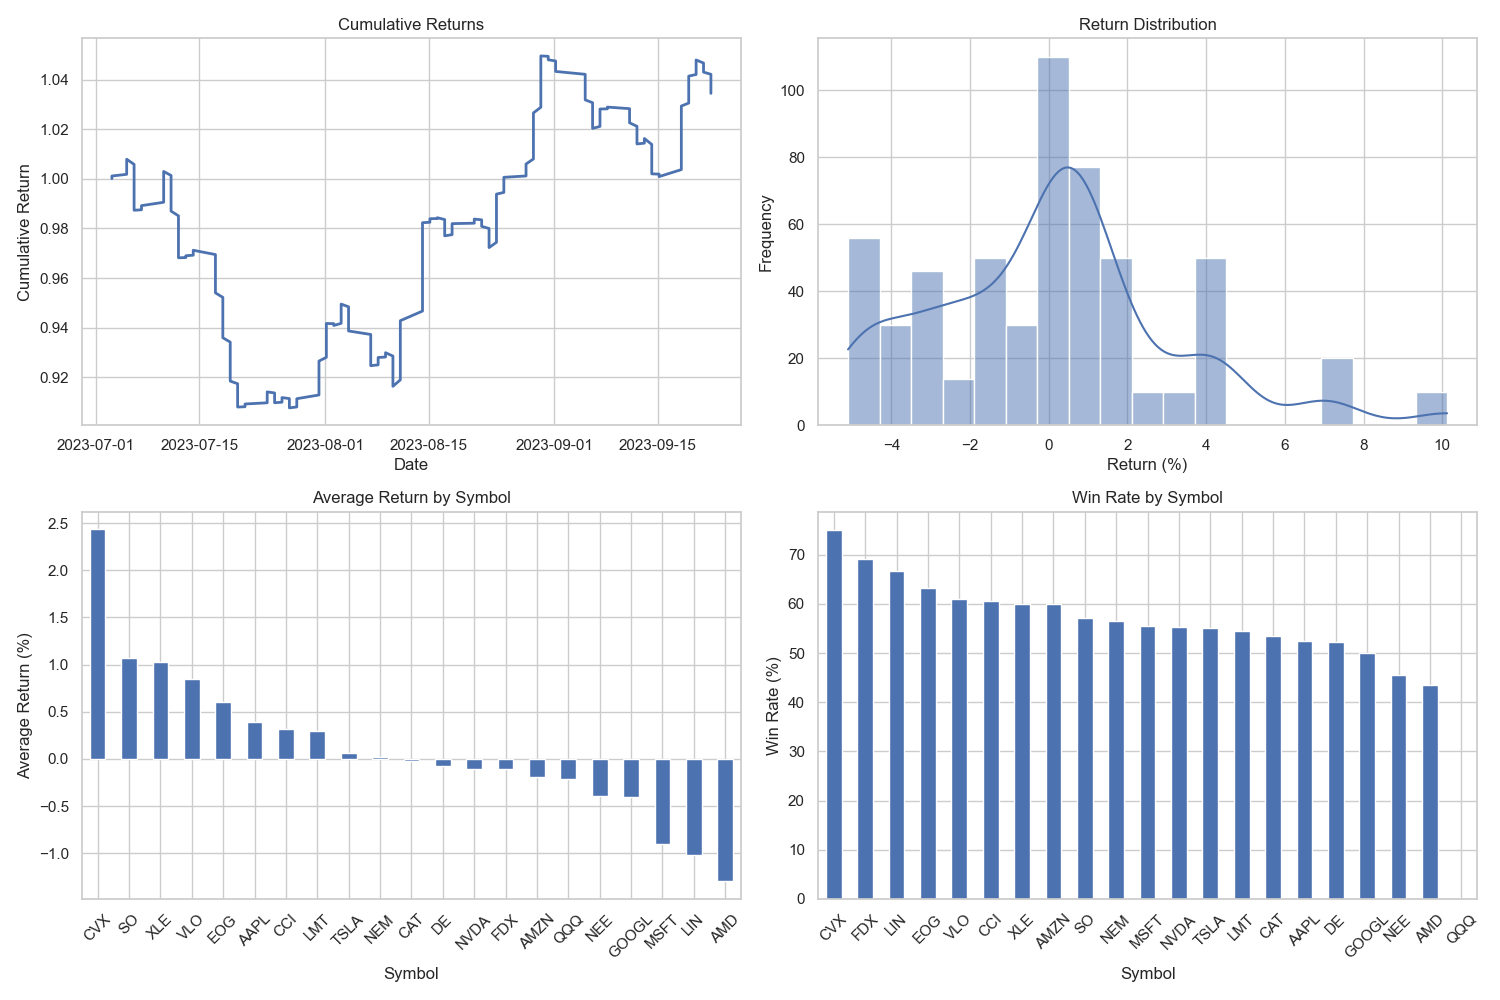 Cumulative Returns
Cumulative Return
1.04
1.02
1.00
0.98
0.96
0.94
0.92
2023-07-01 2023-07-15 2023-08-01 2023-08-15 2023-09-01 2023-09-15
Date
Return Distribution
Frequency
100
80
60
40
20
0
−4 −2 0 2 4 6 8 10
Return (%)
Average Return by Symbol
Average Return (%)
2.5
2.0
1.5
1.0
0.5
0.0
−0.5
−1.0
CVX SO XLE VLO EOG AAPL CCI LMT TSLA NEM CAT DE NVDA FDX AMZN QQQ NEE GOOGL MSFT LIN AMD
Symbol
Win Rate by Symbol
Win Rate (%)
70
60
50
40
30
20
10
0
CVX FDX LIN EOG VLO CCI XLE AMZN SO NEM MSFT NVDA TSLA LMT CAT AAPL DE GOOGL NEE AMD QQQ
Symbol